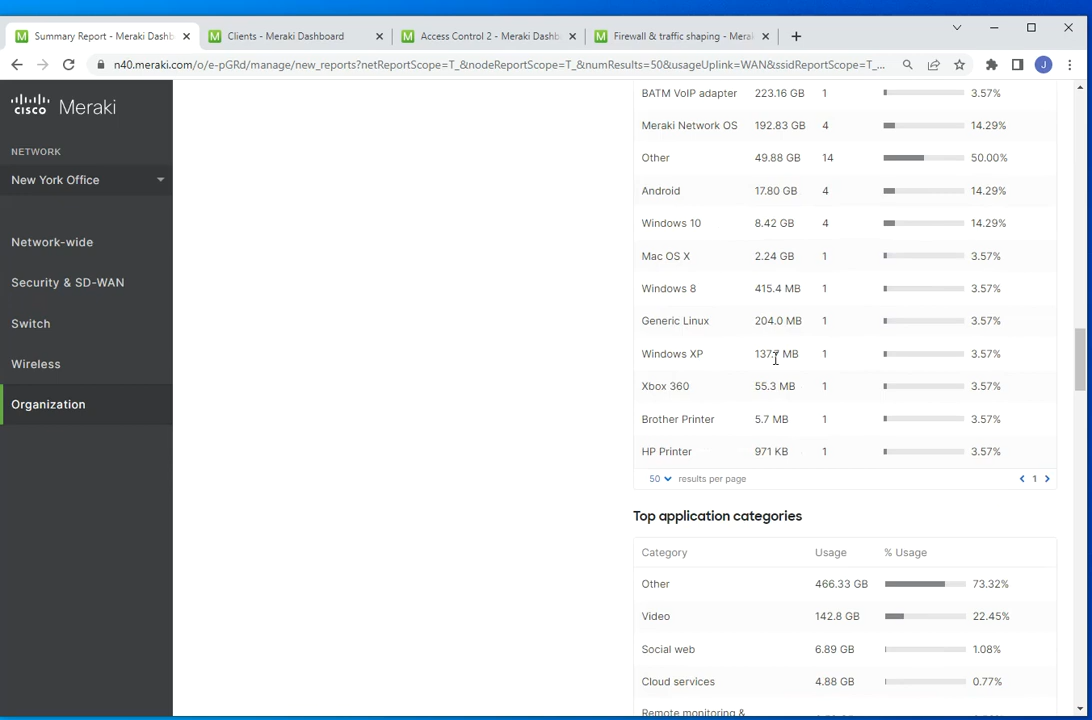 Summary Report - Meraki Dashb
Clients - Meraki Dashboard
Access Control 2 - Meraki Dashb
Firewall & traffic shaping - Merak
n40.meraki.com/o/e-pGRd/manage/new_reports?netReportScope=T_&nodeReportScope=T_&numResults=50&usageUplink=WAN&ssidReportScope=T_...
J
cisco Meraki
NETWORK
New York Office
Network-wide
Security & SD-WAN
Switch
Wireless
Organization
BATM VoIP adapter 223.16 GB 1 3.57%
Meraki Network OS 192.83 GB 4 14.29%
Other 49.88 GB 14 50.00%
Android 17.80 GB 4 14.29%
Windows 10 8.42 GB 4 14.29%
Mac OS X 2.24 GB 1 3.57%
Windows 8 415.4 MB 1 3.57%
Generic Linux 204.0 MB 1 3.57%
Windows XP 137.7 MB 1 3.57%
Xbox 360 55.3 MB 1 3.57%
Brother Printer 5.7 MB 1 3.57%
HP Printer 971 KB 1 3.57%
50 results per page < 1 >
Top application categories
Category Usage % Usage
Other 466.33 GB 73.32%
Video 142.8 GB 22.45%
Social web 6.89 GB 1.08%
Cloud services 4.88 GB 0.77%
Remote monitoring &